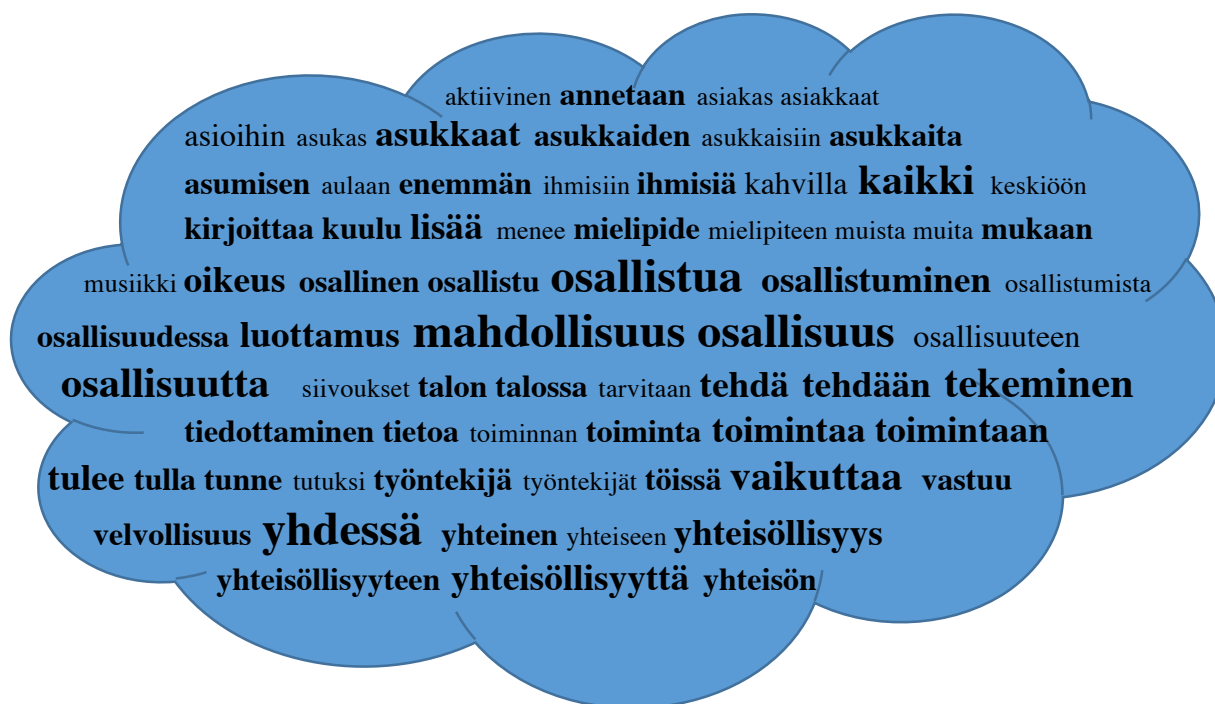 aktiivinen annetaan asiakas asiakkaat
asioihin asukas asukkaat asukkaiden asukkaisiin asukkaita
asumisen aulaan enemmän ihmisiin ihmisiä kahvilla kaikki keskiöön
kirjoittaa kuulu lisää menee mielipide mielipiteen muista muita mukaan
musiikki oikeus osallinen osallistu osallistua osallistuminen osallistumista
osallisuudessa luottamus mahdollisuus osallisuus osallisuuteen
osallisuutta siivoukset talon talossa tarvitaan tehdä tehdään tekeminen
tiedottaminen tietoa toiminnan toiminta toimintaa toimintaan
tulee tulla tunne tutuksi työntekijä työntekijät töissä vaikuttaa vastuu
velvollisuus yhdessä yhteinen yhteiseen yhteisöllisyys
yhteisöllisyyteen yhteisöllisyyttä yhteisön